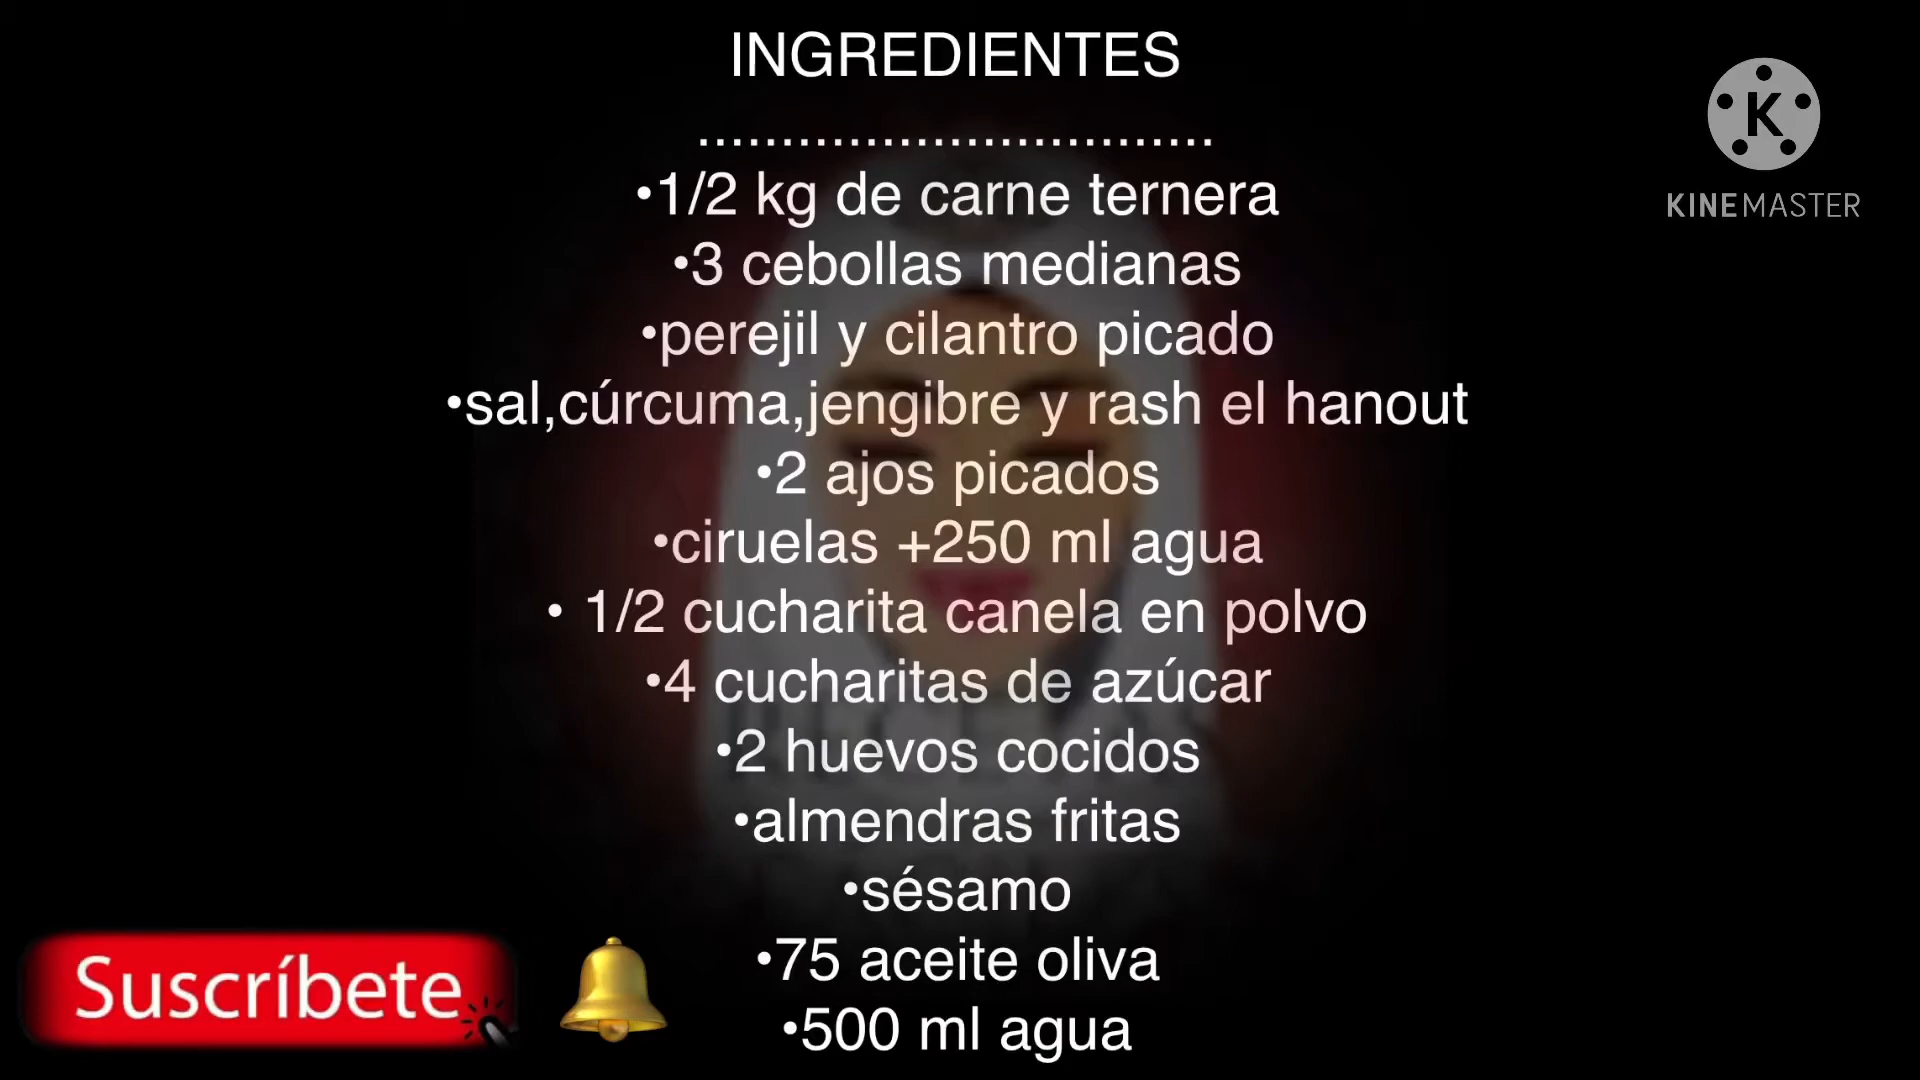 INGREDIENTES
...............................
•1/2 kg de carne ternera
•3 cebollas medianas
•perejil y cilantro picado
•sal,cúrcuma,jengibre y rash el hanout
•2 ajos picados
•ciruelas +250 ml agua
• 1/2 cucharita canela en polvo
•4 cucharitas de azúcar
•2 huevos cocidos
•almendras fritas
•sésamo
•75 aceite oliva
•500 ml agua
K
KINEMASTER
Suscríbete